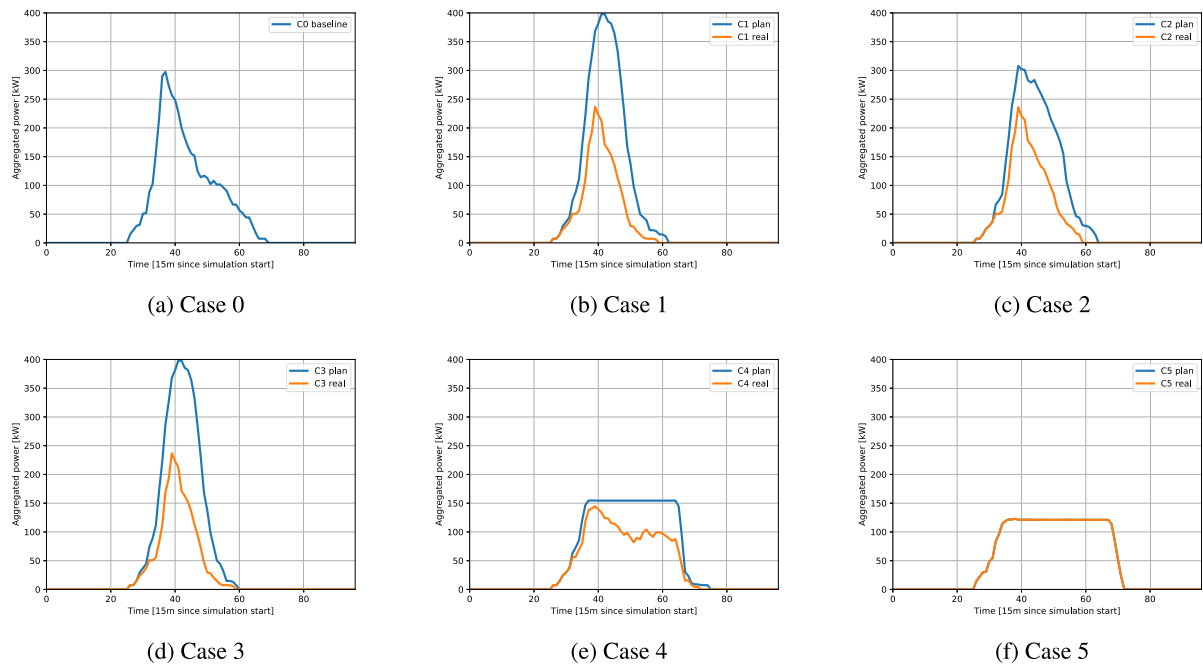 400
350
300
250
200
150
100
50
0
Aggregated power [kW]
C0 baseline
0 20 40 60 80
Time [15m since simulation start]
(a) Case 0
400
350
300
250
200
150
100
50
0
Aggregated power [kW]
C1 plan
C1 real
0 20 40 60 80
Time [15m since simulation start]
(b) Case 1
400
350
300
250
200
150
100
50
0
Aggregated power [kW]
C2 plan
C2 real
0 20 40 60 80
Time [15m since simulation start]
(c) Case 2
400
350
300
250
200
150
100
50
0
Aggregated power [kW]
C3 plan
C3 real
0 20 40 60 80
Time [15m since simulation start]
(d) Case 3
400
350
300
250
200
150
100
50
0
Aggregated power [kW]
C4 plan
C4 real
0 20 40 60 80
Time [15m since simulation start]
(e) Case 4
400
350
300
250
200
150
100
50
0
Aggregated power [kW]
C5 plan
C5 real
0 20 40 60 80
Time [15m since simulation start]
(f) Case 5